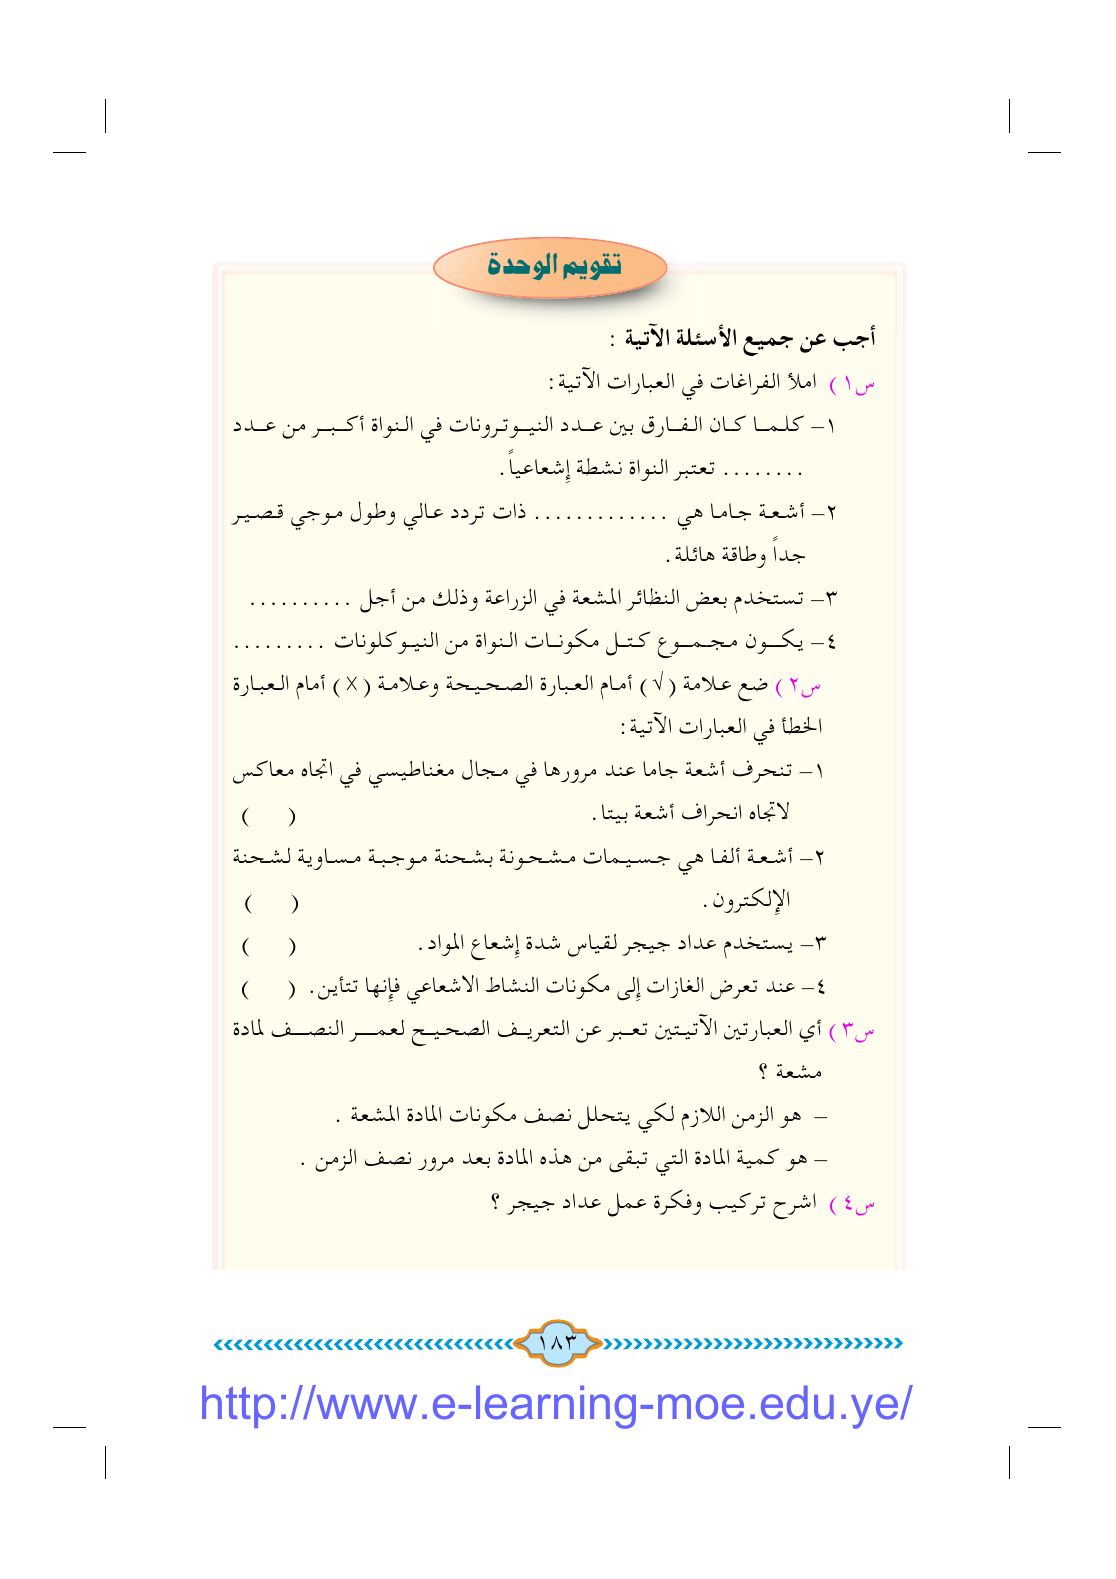 تقويم الوحدة
أجب عن جميع الأسئلة الآتية :
س١) املأ الفراغات في العبارات الآتية:
١– كلما كان الفارق بين عدد النيوترونات في النواة أكبر من عدد
........ تعتبر النواة نشطة إشعاعياً.
٢– أشعة جاما هي ............. ذات تردد عالي وطول موجي قصير
جداً وطاقة هائلة.
٣– تستخدم بعض النظائر المشعة في الزراعة وذلك من أجل ..........
٤– يكون مجموع كتل مكونات النواة من النيوكلونات .........
س٢) ضع علامة (√) أمام العبارة الصحيحة وعلامة (X) أمام العبارة
الخطأ في العبارات الآتية:
١– تنحرف أشعة جاما عند مرورها في مجال مغناطيسي في اتجاه معاكس
لاتجاه انحراف أشعة بيتا. ( )
٢– أشعة ألفا هي جسيمات مشحونة بشحنة موجبة مساوية لشحنة
الإلكترون. ( )
٣– يستخدم عداد جيجر لقياس شدة إشعاع المواد. ( )
٤– عند تعرض الغازات إلى مكونات النشاط الاشعاعي فإنها تتأين. ( )
س٣) أي العبارتين الآتيتين تعبر عن التعريف الصحيح لعمر النصف لمادة
مشعة ؟
– هو الزمن اللازم لكي يتحلل نصف مكونات المادة المشعة .
– هو كمية المادة التي تبقى من هذه المادة بعد مرور نصف الزمن .
س٤) اشرح تركيب وفكرة عمل عداد جيجر ؟
١٨٣
http://www.e-learning-moe.edu.ye/